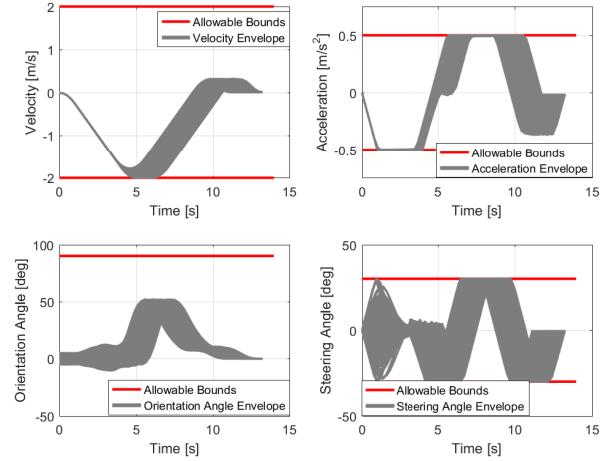 2
1
0
-1
-2
Velocity [m/s]
Allowable Bounds
Velocity Envelope
0 5 10 15
Time [s]
0.5
0
-0.5
Acceleration [m/s²]
Allowable Bounds
Acceleration Envelope
0 5 10 15
Time [s]
100
50
0
-50
Orientation Angle [deg]
Allowable Bounds
Orientation Angle Envelope
0 5 10 15
Time [s]
50
0
-50
Steering Angle [deg]
Allowable Bounds
Steering Angle Envelope
0 5 10 15
Time [s]